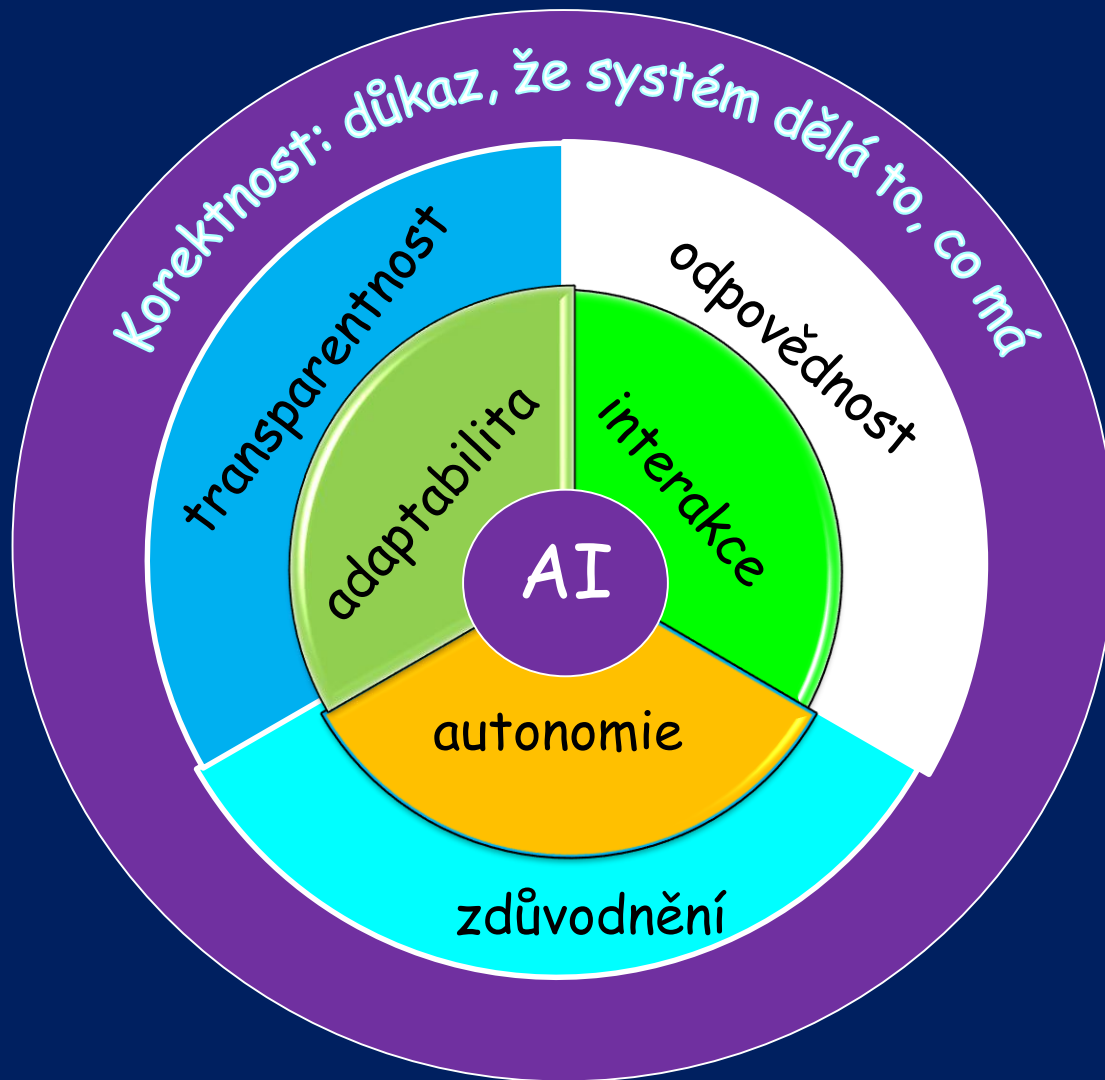 Korektnost: důkaz, že systém dělá to, co má
transparentnost
odpovědnost
adaptabilita
interakce
AI
autonomie
zdůvodnění